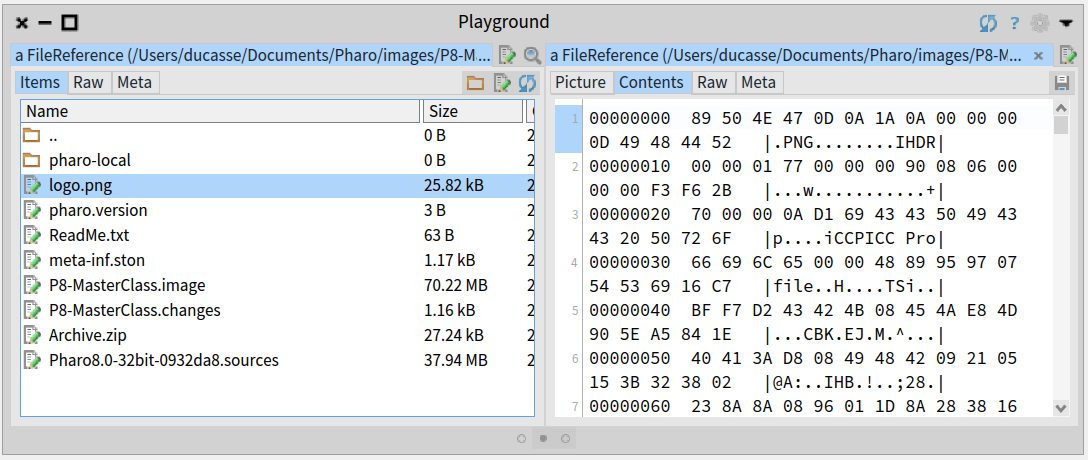 Playground
?
a FileReference (/Users/ducasse/Documents/Pharo/images/P8-M...
Items Raw Meta
Name Size
.. 0 B 2
pharo-local 0 B 2
logo.png 25.82 kB 2
pharo.version 3 B 2
ReadMe.txt 63 B 2
meta-inf.ston 1.17 kB 2
P8-MasterClass.image 70.22 MB 2
P8-MasterClass.changes 1.16 kB 2
Archive.zip 27.24 kB 2
Pharo8.0-32bit-0932da8.sources 37.94 MB 2
a FileReference (/Users/ducasse/Documents/Pharo/images/P8-M...
Picture Contents Raw Meta
1 00000000 89 50 4E 47 0D 0A 1A 0A 00 00 00
0D 49 48 44 52 |.PNG........IHDR|
2 00000010 00 00 01 77 00 00 00 90 08 06 00
00 00 F3 F6 2B |...w...........+|
3 00000020 70 00 00 0A D1 69 43 43 50 49 43
43 20 50 72 6F |p....iCCPICC Pro|
4 00000030 66 69 6C 65 00 00 48 89 95 97 07
54 53 69 16 C7 |file..H....TSi..|
5 00000040 BF F7 D2 43 42 4B 08 45 4A E8 4D
90 5E A5 84 1E |...CBK.EJ.M.^...|
6 00000050 40 41 3A D8 08 49 48 42 09 21 05
15 3B 32 38 02 |@A:..IHB.!..;28.|
7 00000060 23 8A 8A 08 96 01 1D 8A 28 38 16